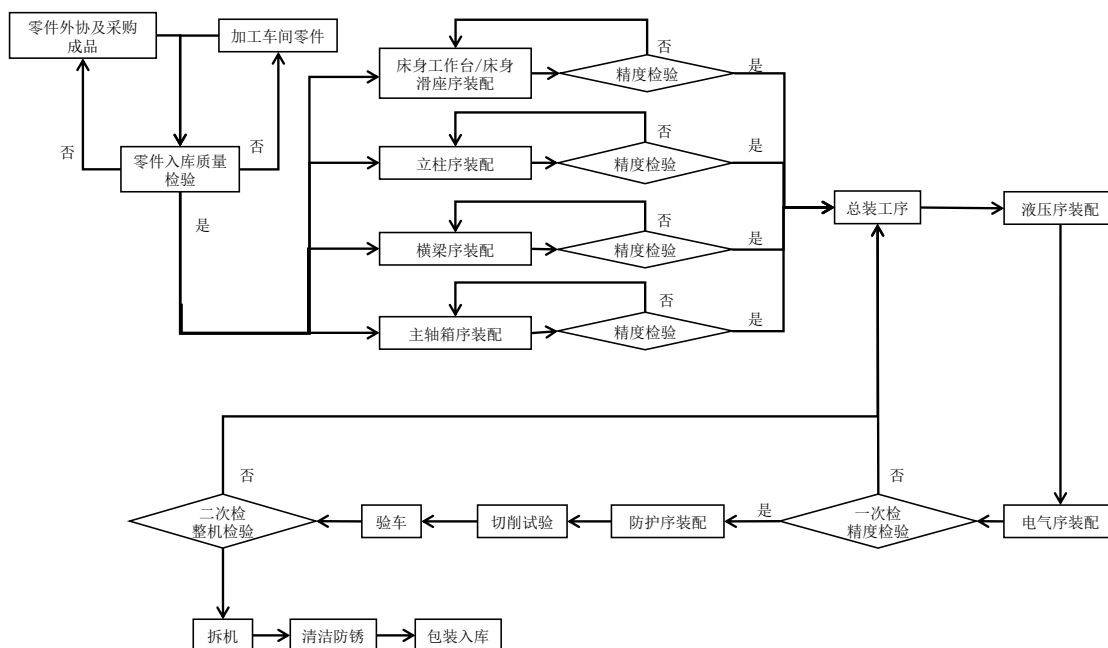 零件外协及采购
成品
加工车间零件
否
否
零件入库质量
检验
是
床身工作台/床身
滑座序装配
精度检验
否
是
立柱序装配
精度检验
否
是
横梁序装配
精度检验
否
是
主轴箱序装配
精度检验
否
是
总装工序
液压序装配
电气序装配
一次检
精度检验
否
是
防护序装配
切削试验
验车
二次检
整机检验
否
拆机
清洁防锈
包装入库